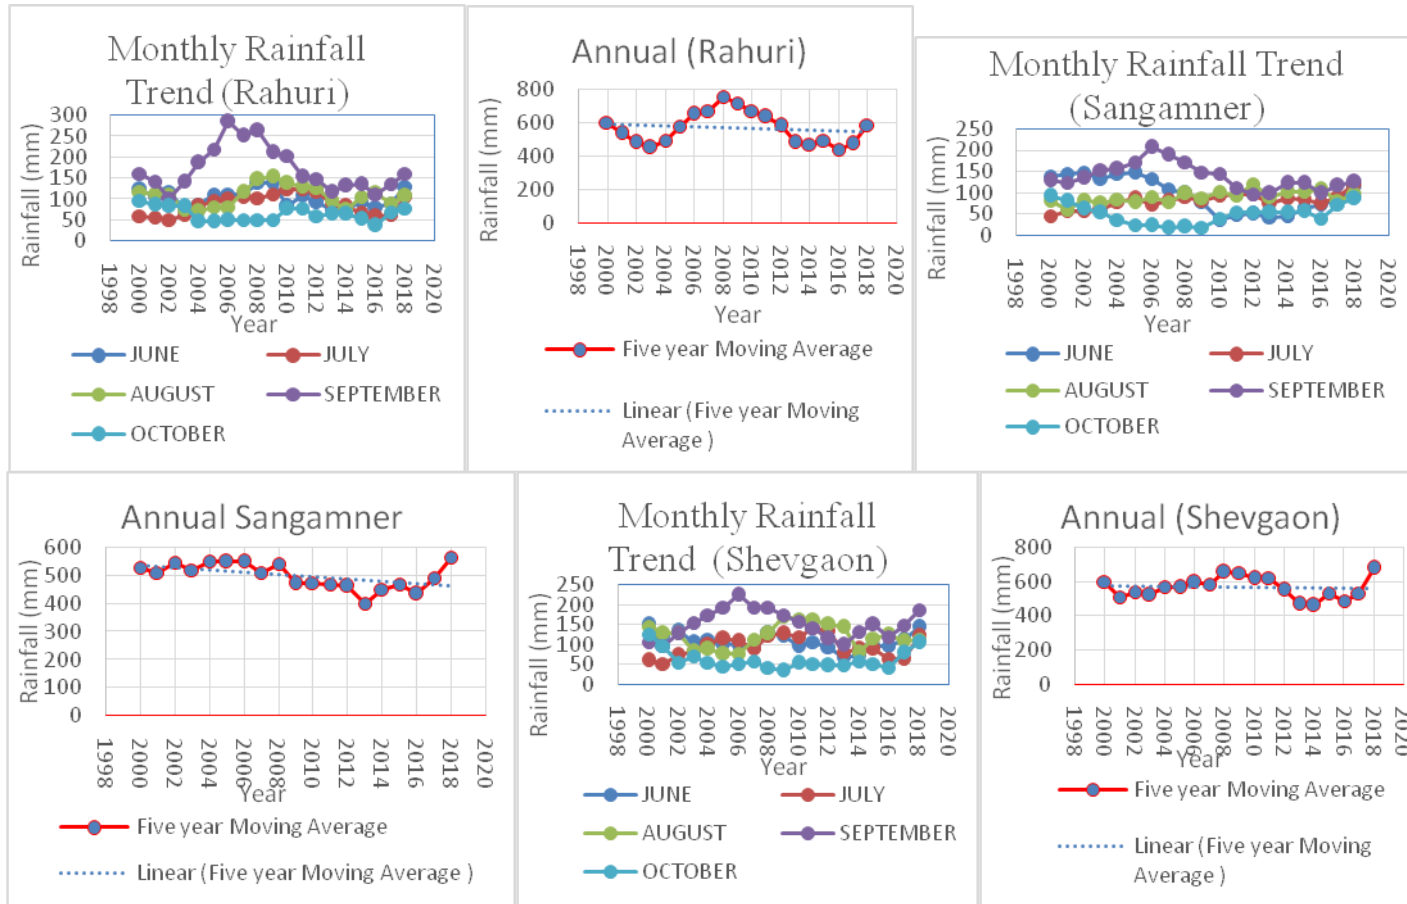 Monthly Rainfall
Trend (Rahuri)
Rainfall (mm)
300
250
200
150
100
50
0
1998
2000
2002
2004
2006
2008
2010
2012
2014
2016
2018
2020
Year
JUNE
JULY
AUGUST
SEPTEMBER
OCTOBER
Annual (Rahuri)
Rainfall (mm)
800
600
400
200
0
1998
2000
2002
2004
2006
2008
2010
2012
2014
2016
2018
2020
Year
Five year Moving Average
Linear (Five year Moving
Average )
Monthly Rainfall Trend
(Sangamner)
Rainfall (mm)
250
200
150
100
50
0
1998
2000
2002
2004
2006
2008
2010
2012
2014
2016
2018
2020
Year
JUNE
JULY
AUGUST
SEPTEMBER
OCTOBER
Annual Sangamner
Rainfall (mm)
600
500
400
300
200
100
0
1998
2000
2002
2004
2006
2008
2010
2012
2014
2016
2018
2020
Year
Five year Moving Average
Linear (Five year Moving Average )
Monthly Rainfall
Trend (Shevgaon)
Rainfall (mm)
250
200
150
100
50
0
1998
2000
2002
2004
2006
2008
2010
2012
2014
2016
2018
2020
Year
JUNE
JULY
AUGUST
SEPTEMBER
OCTOBER
Annual (Shevgaon)
Rainfall (mm)
800
600
400
200
0
1998
2000
2002
2004
2006
2008
2010
2012
2014
2016
2018
2020
Year
Five year Moving Average
Linear (Five year Moving
Average )